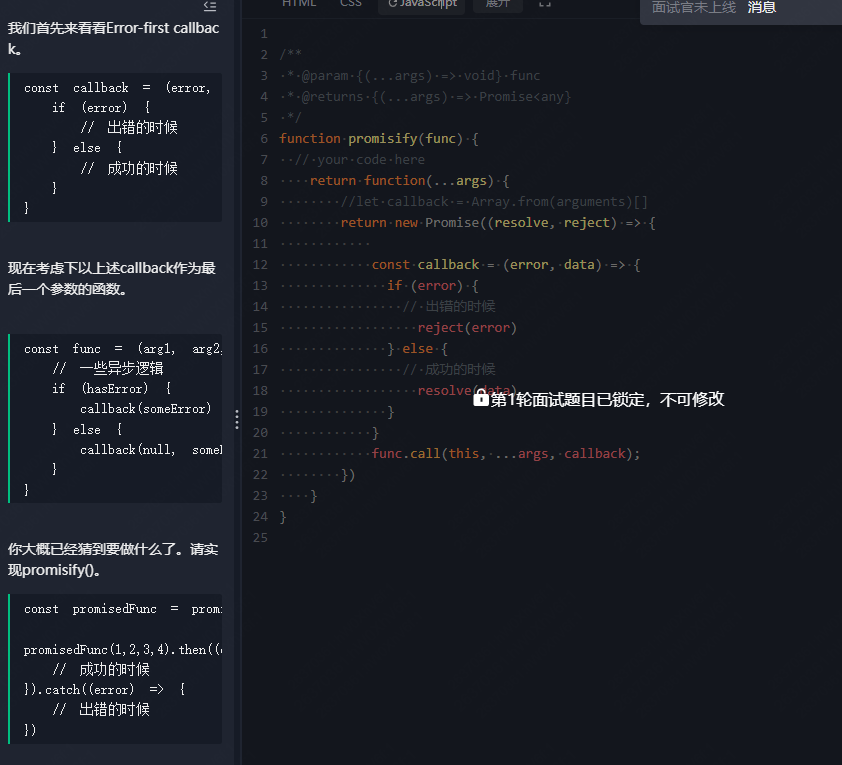 HTML CSS JavaScript 展开
面试官未上线 消息
我们首先来看看Error-first callbac
k。
const callback = (error,
if (error) {
// 出错的时候
} else {
// 成功的时候
}
}
现在考虑下以上述callback作为最
后一个参数的函数。
const func = (arg1, arg2,
// 一些异步逻辑
if (hasError) {
callback(someError)
} else {
callback(null, some
}
}
你大概已经猜到要做什么了。请实
现promisify()。
const promisedFunc = prom
promisedFunc(1,2,3,4).then((
// 成功的时候
}).catch((error) => {
// 出错的时候
})
1
2 /**
3 * @param {(...args) => void} func
4 * @returns {(...args) => Promise<any}
5 */
6 function promisify(func) {
7 // your code here
8 return function(...args) {
9 //let callback = Array.from(arguments)[]
10 return new Promise((resolve, reject) => {
11
12 const callback = (error, data) => {
13 if (error) {
14 // 出错的时候
15 reject(error)
16 } else {
17 // 成功的时候
18 resolve(data)
第1轮面试题目已锁定，不可修改
19 }
20 }
21 func.call(this, ...args, callback);
22 })
23 }
24 }
25